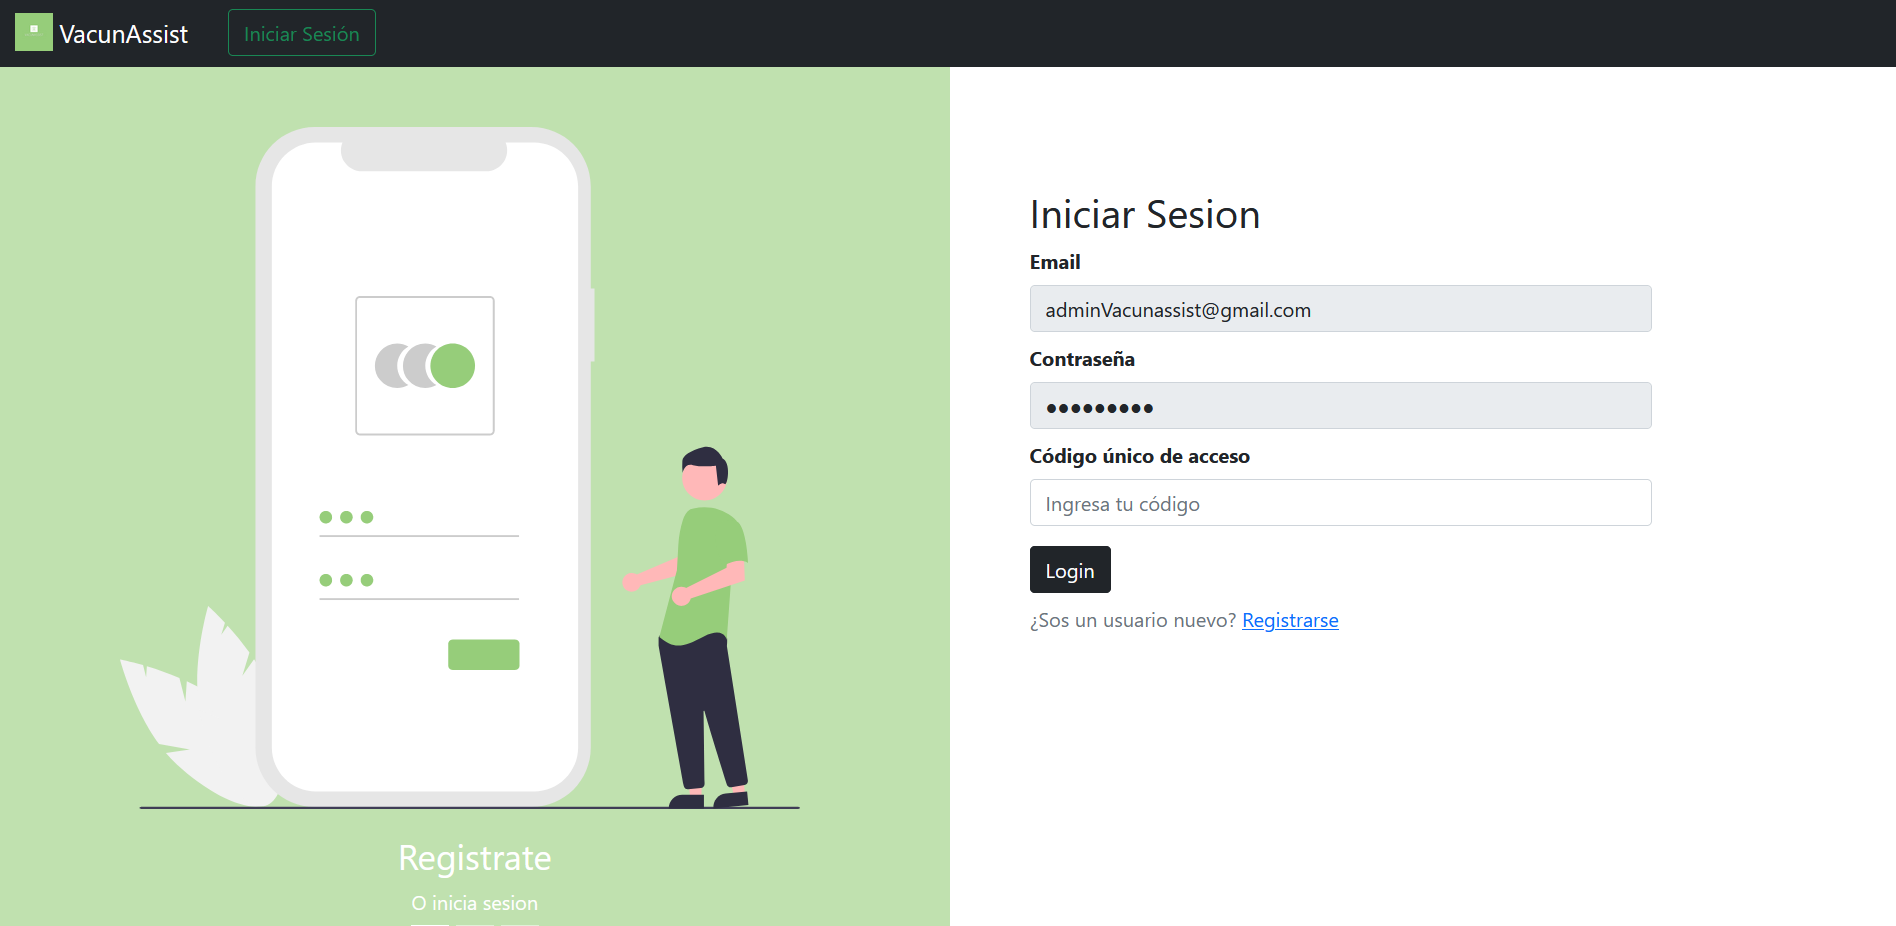 VacunAssist
Iniciar Sesión
Iniciar Sesion
Email
adminVacunassist@gmail.com
Contraseña
●●●●●●●●●
Código único de acceso
Ingresa tu código
Login
¿Sos un usuario nuevo? Registrarse
Registrate
O inicia sesion